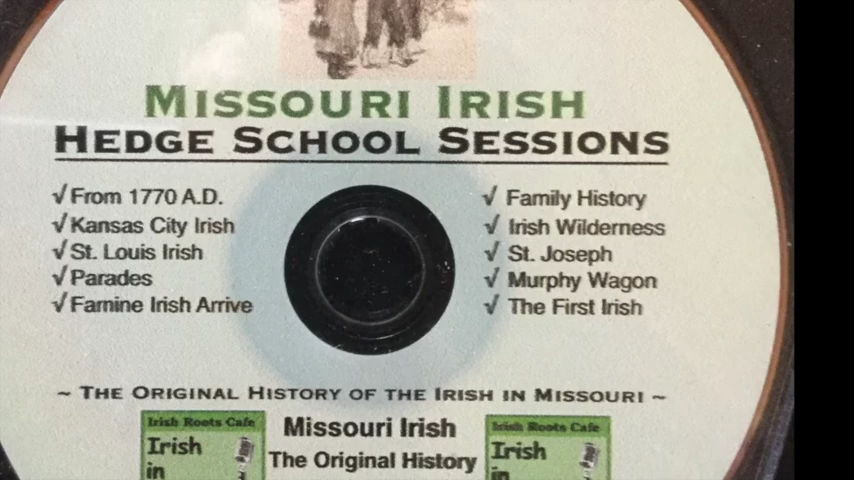 MISSOURI IRISH
HEDGE SCHOOL SESSIONS
√ From 1770 A.D.
√ Kansas City Irish
√ St. Louis Irish
√ Parades
√ Famine Irish Arrive
√ Family History
√ Irish Wilderness
√ St. Joseph
√ Murphy Wagon
√ The First Irish
~ THE ORIGINAL HISTORY OF THE IRISH IN MISSOURI ~
Irish Roots Cafe
Irish
in
Missouri Irish
The Original History
Irish Roots Cafe
Irish
in